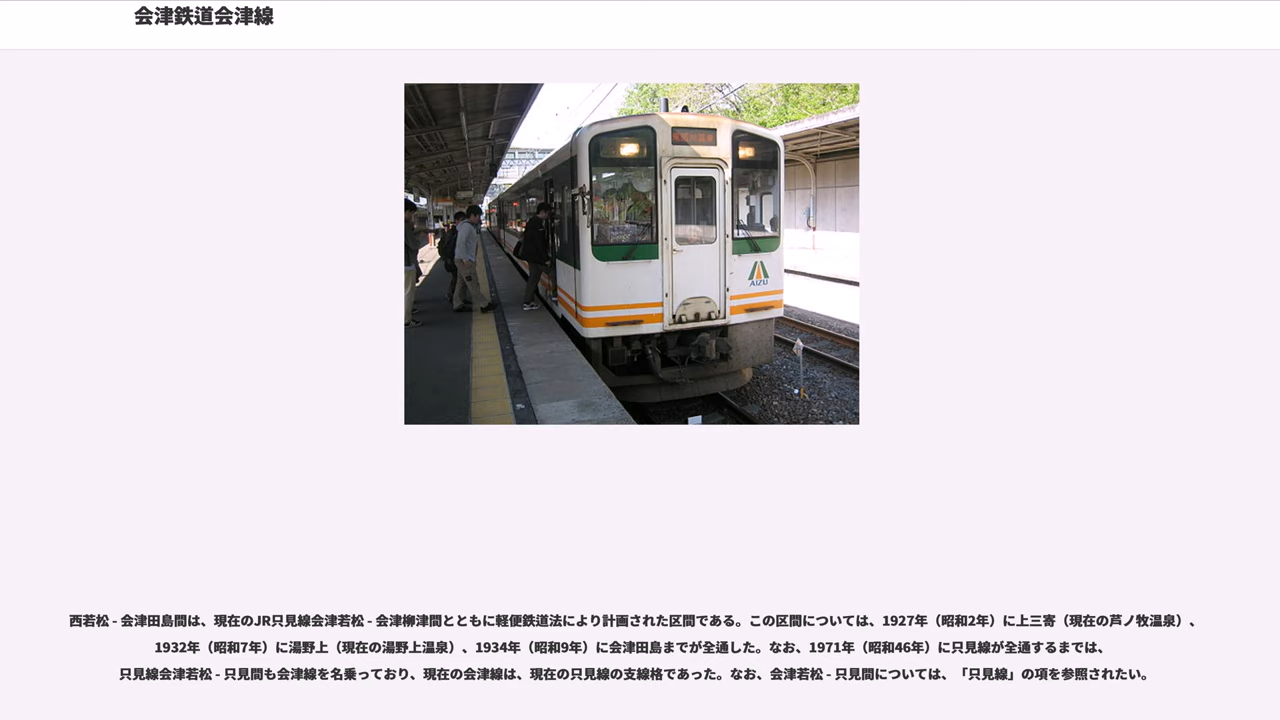 会津鉄道会津線
AIZU
西若松 - 会津田島間は、現在のJR只見線会津若松 - 会津柳津間とともに軽便鉄道法により計画された区間である。この区間については、1927年（昭和2年）に上三寄（現在の芦ノ牧温泉）、
1932年（昭和7年）に湯野上（現在の湯野上温泉）、1934年（昭和9年）に会津田島までが全通した。なお、1971年（昭和46年）に只見線が全通するまでは、
只見線会津若松 - 只見間も会津線を名乗っており、現在の会津線は、現在の只見線の支線格であった。なお、会津若松 - 只見間については、「只見線」の項を参照されたい。